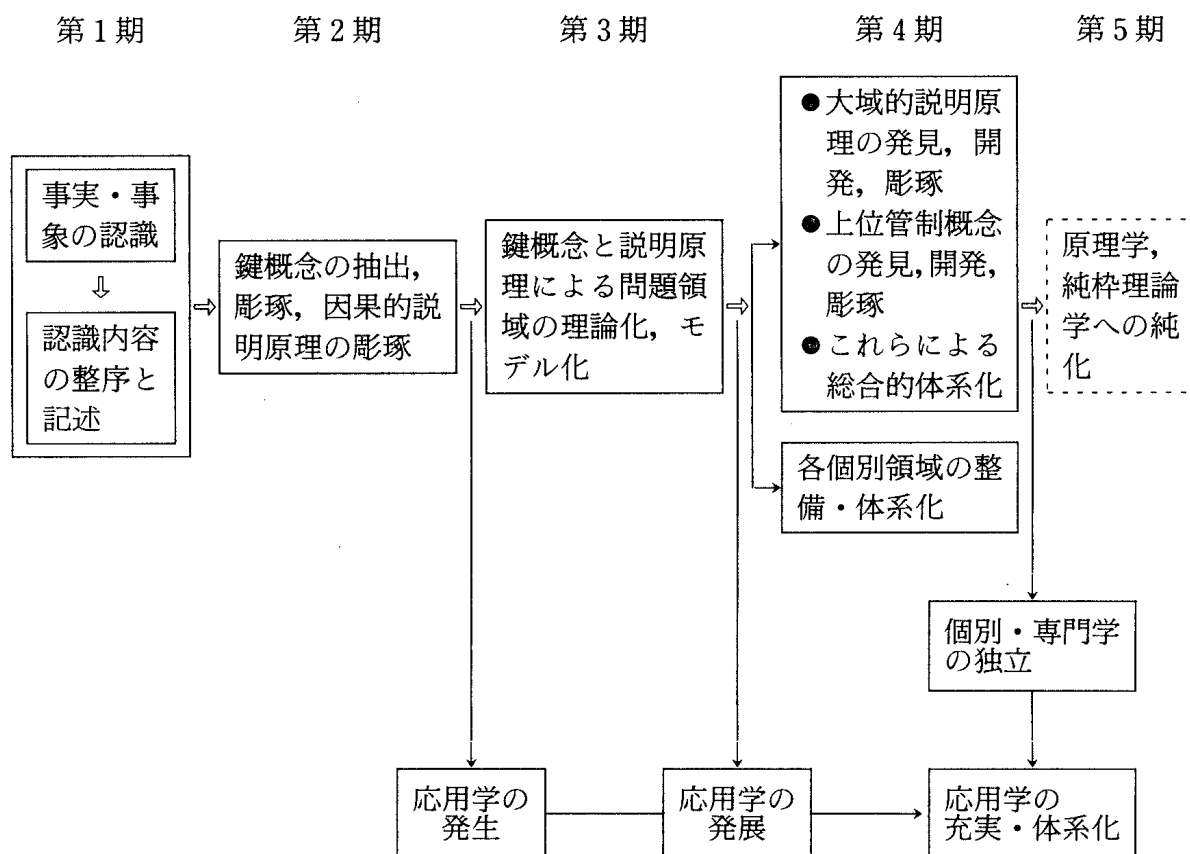 第1期
第2期
第3期
第4期
第5期
事実・事
象の認識
認識内容
の整序と
記述
鍵概念の抽出,
彫琢,因果的説
明原理の彫琢
鍵概念と説明原
理による問題領
域の理論化,モ
デル化
●大域的説明原
理の発見,開
発,彫琢
●上位管制概念
の発見,開発,
彫琢
●これらによる
総合的体系化
各個別領域の整
備・体系化
原理学,
純粋理論
学への純
化
個別・専門学
の独立
応用学の
発生
応用学の
発展
応用学の
充実・体系化